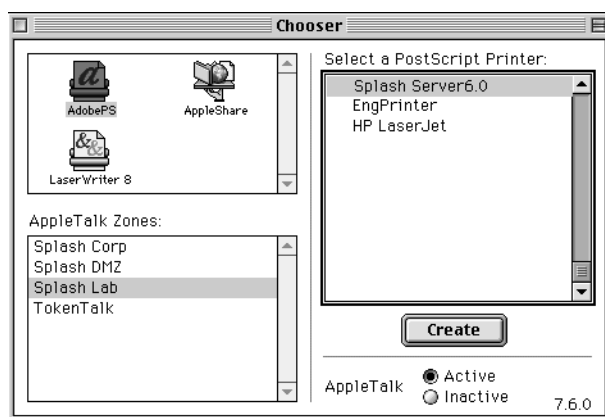 Chooser
AdobePS
AppleShare
LaserWriter 8
AppleTalk Zones:
Splash Corp
Splash DMZ
Splash Lab
TokenTalk
Select a PostScript Printer:
Splash Server6.0
EngPrinter
HP LaserJet
Create
AppleTalk
Active
Inactive
7.6.0